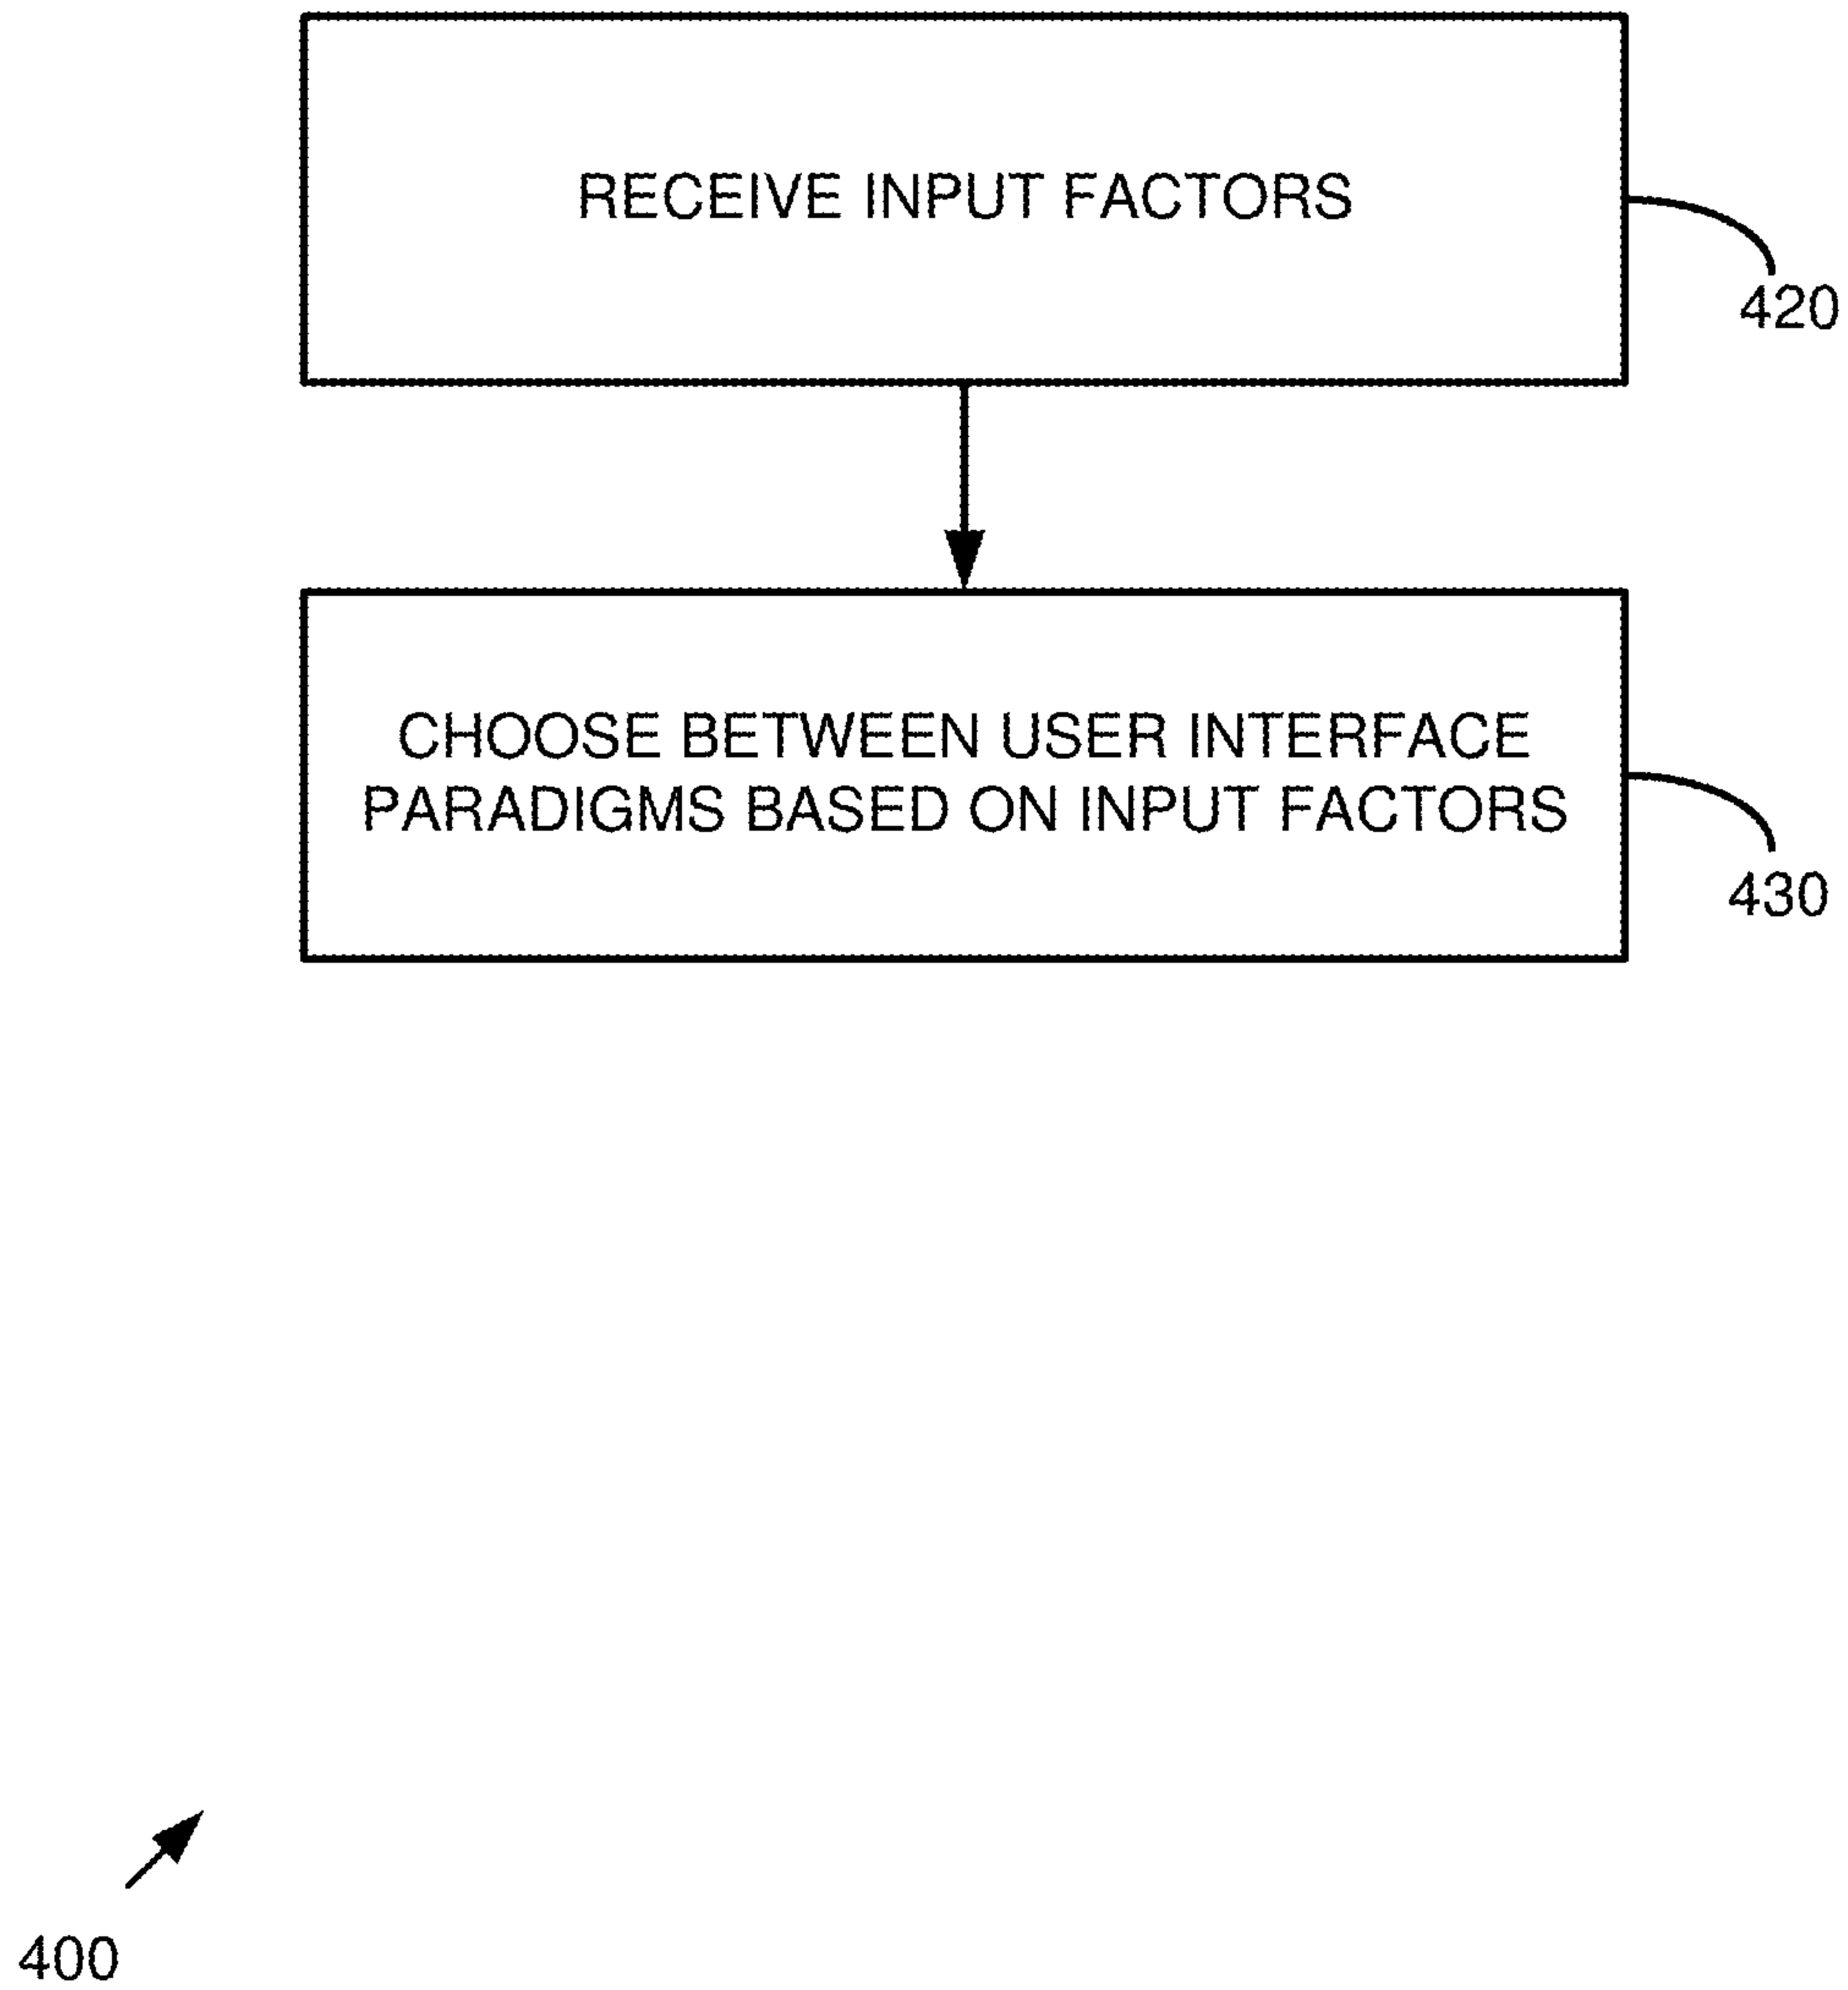 RECEIVE INPUT FACTORS
420
CHOOSE BETWEEN USER INTERFACE
PARADIGMS BASED ON INPUT FACTORS
430
400